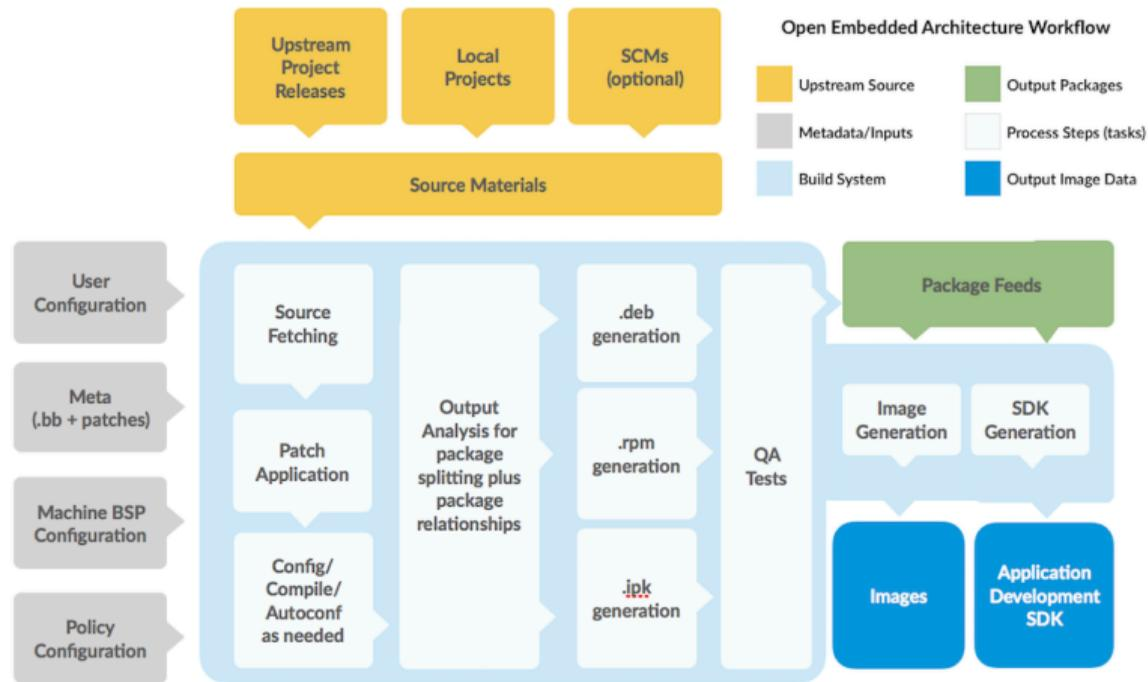 Upstream
Project
Releases
Local
Projects
SCMs
(optional)
Open Embedded Architecture Workflow
Upstream Source
Output Packages
Metadata/Inputs
Process Steps (tasks)
Build System
Output Image Data
Source Materials
User
Configuration
Meta
(.bb + patches)
Machine BSP
Configuration
Policy
Configuration
Source
Fetching
Patch
Application
Config/
Compile/
Autoconf
as needed
Output
Analysis for
package
splitting plus
package
relationships
.deb
generation
.rpm
generation
.ipk
generation
QA
Tests
Package Feeds
Image
Generation
SDK
Generation
Images
Application
Development
SDK